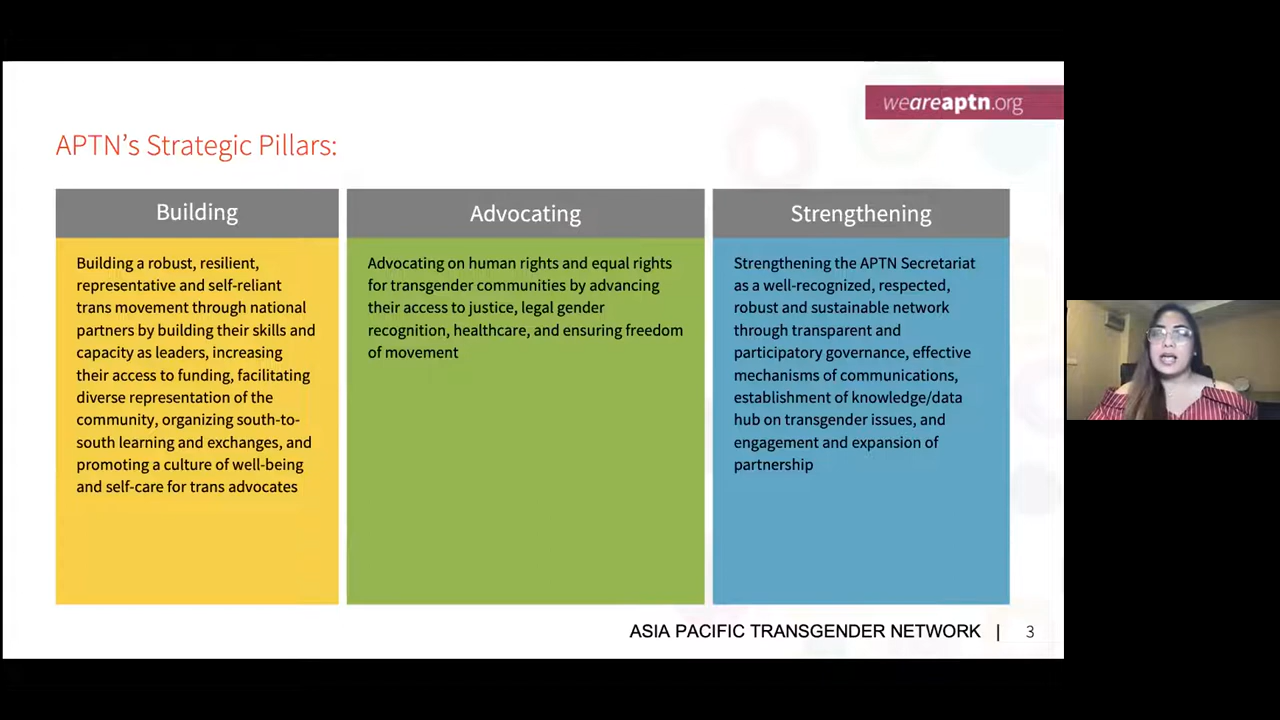 weareaptn.org
APTN's Strategic Pillars:
Building
Building a robust, resilient,
representative and self-reliant
trans movement through national
partners by building their skills and
capacity as leaders, increasing
their access to funding, facilitating
diverse representation of the
community, organizing south-to-
south learning and exchanges, and
promoting a culture of well-being
and self-care for trans advocates
Advocating
Advocating on human rights and equal rights
for transgender communities by advancing
their access to justice, legal gender
recognition, healthcare, and ensuring freedom
of movement
Strengthening
Strengthening the APTN Secretariat
as a well-recognized, respected,
robust and sustainable network
through transparent and
participatory governance, effective
mechanisms of communications,
establishment of knowledge/data
hub on transgender issues, and
engagement and expansion of
partnership
ASIA PACIFIC TRANSGENDER NETWORK | 3